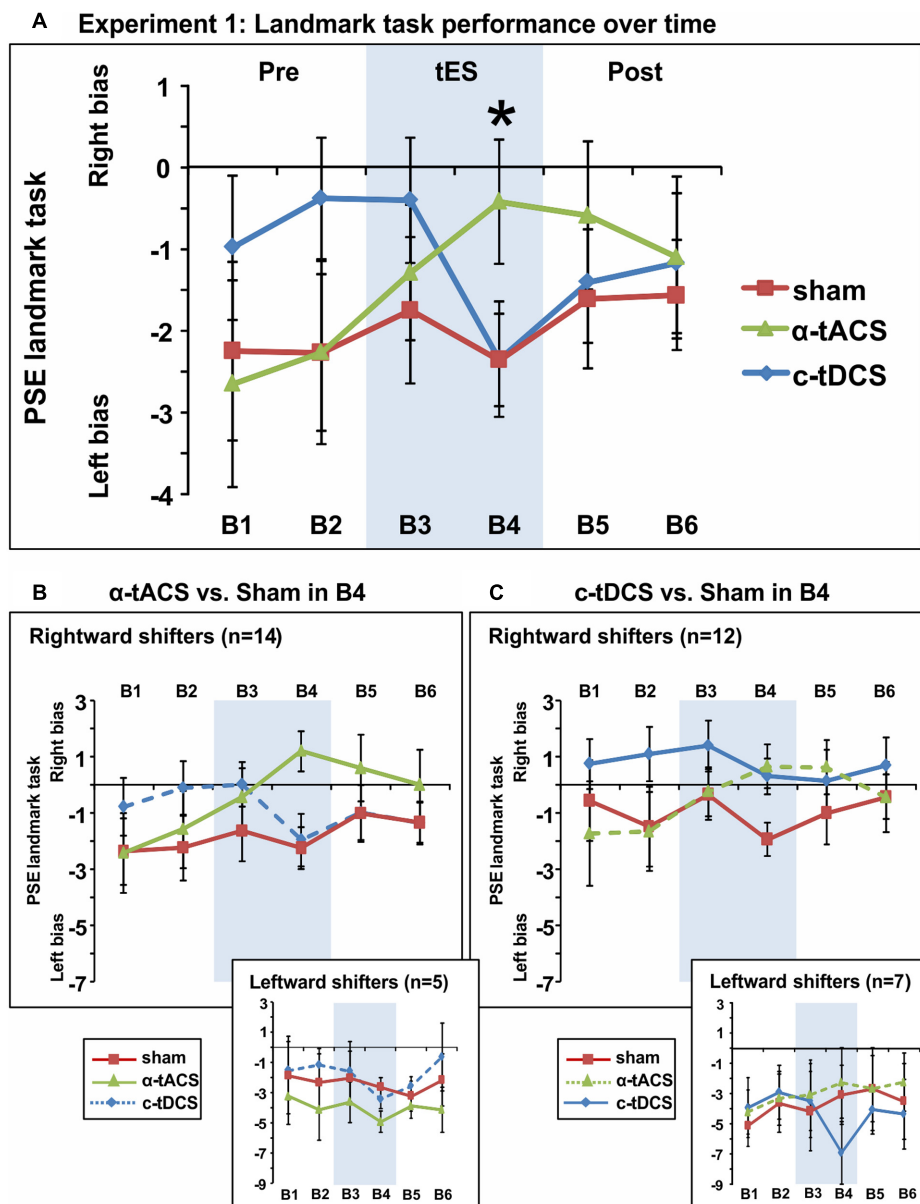 A Experiment 1: Landmark task performance over time
Pre tES Post
Right bias
PSE landmark task
Left bias
1
0
-1
-2
-3
-4
*
B1 B2 B3 B4 B5 B6
sham
α-tACS
c-tDCS
B α-tACS vs. Sham in B4
Rightward shifters (n=14)
B1 B2 B3 B4 B5 B6
Right bias
PSE landmark task
Left bias
3
1
-1
-3
-5
-7
Leftward shifters (n=5)
3
1
-1
-3
-5
-7
-9
B1 B2 B3 B4 B5 B6
sham
α-tACS
c-tDCS
C c-tDCS vs. Sham in B4
Rightward shifters (n=12)
B1 B2 B3 B4 B5 B6
Right bias
PSE landmark task
Left bias
3
1
-1
-3
-5
-7
Leftward shifters (n=7)
3
1
-1
-3
-5
-7
-9
B1 B2 B3 B4 B5 B6
sham
α-tACS
c-tDCS